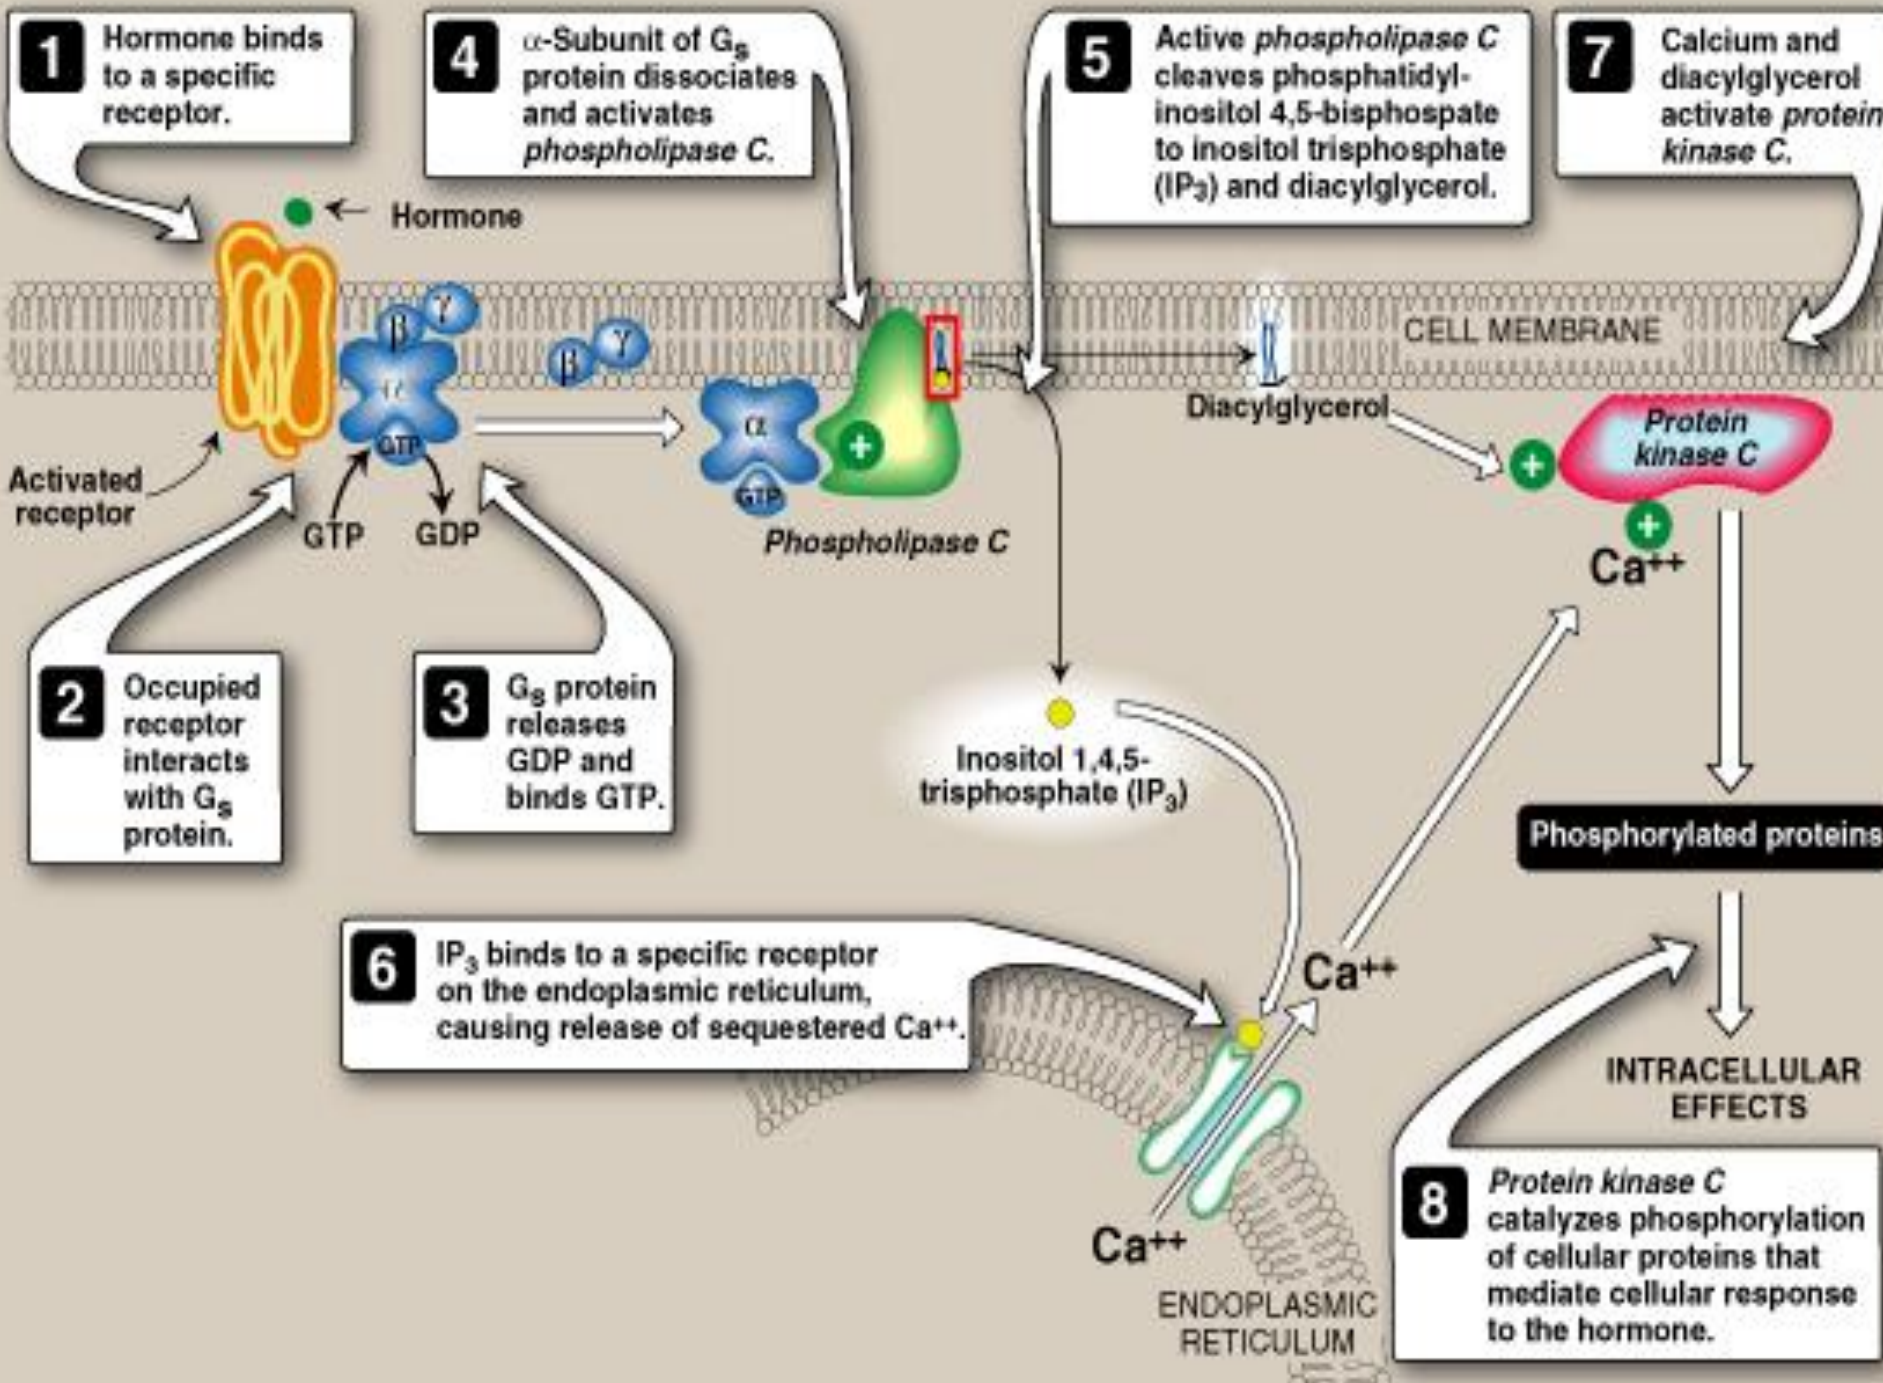 1
Hormone binds
to a specific
receptor.
4
α-Subunit of Gs
protein dissociates
and activates
phospholipase C.
5
Active phospholipase C
cleaves phosphatidyl-
inositol 4,5-bisphospate
to inositol trisphosphate
(IP3) and diacylglycerol.
7
Calcium and
diacylglycerol
activate protein
kinase C.
Hormone
β
γ
α
GTP
β
γ
α
GTP
+
CELL MEMBRANE
Diacylglycerol
+
Protein
kinase C
+
Ca++
Activated
receptor
GTP
GDP
Phospholipase C
2
Occupied
receptor
interacts
with Gs
protein.
3
Gs protein
releases
GDP and
binds GTP.
Inositol 1,4,5-
trisphosphate (IP3)
Phosphorylated proteins
6
IP3 binds to a specific receptor
on the endoplasmic reticulum,
causing release of sequestered Ca++.
Ca++
INTRACELLULAR
EFFECTS
Ca++
ENDOPLASMIC
RETICULUM
8
Protein kinase C
catalyzes phosphorylation
of cellular proteins that
mediate cellular response
to the hormone.